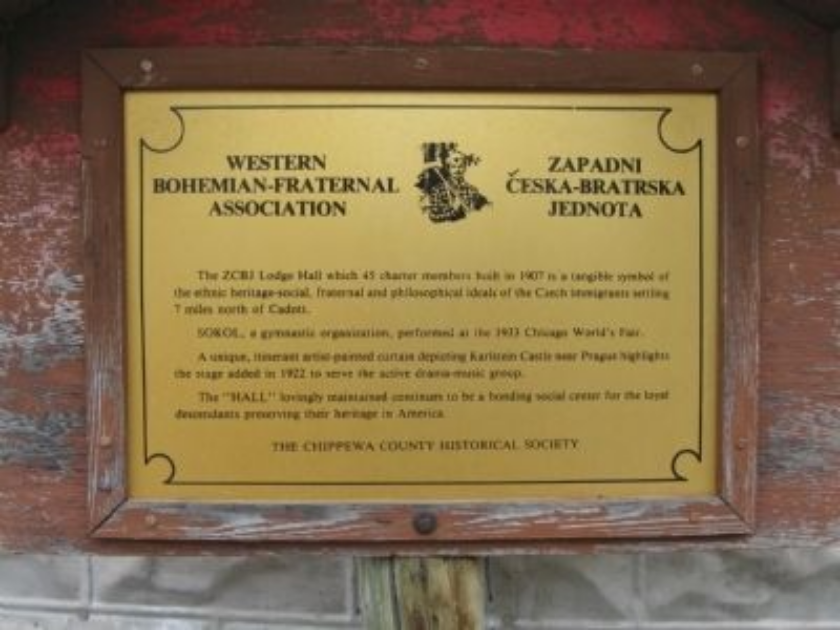 WESTERN
BOHEMIAN-FRATERNAL
ASSOCIATION
ZAPADNI
ČESKA-BRATRSKA
JEDNOTA
The ZCBJ Lodge Hall which 45 charter members built in 1907 is a tangible symbol of
the ethnic heritage-social, fraternal and philosophical ideals of the Czech immigrants settling
7 miles north of Cadott.
SOKOL, a gymnastic organization, performed at the 1933 Chicago World's Fair.
A unique, itinerant artist-painted curtain depicting Karlstein Castle near Prague highlights
the stage added in 1922 to serve the active drama-music group.
The "HALL" lovingly maintained continues to be a bonding social center for the loyal
descendants preserving their heritage in America.
THE CHIPPEWA COUNTY HISTORICAL SOCIETY